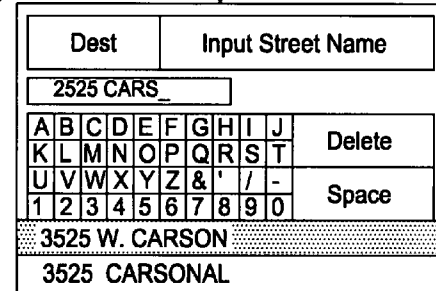 Dest Input Street Name
2525 CARS_
A B C D E F G H I J Delete
K L M N O P Q R S T
U V W X Y Z & ' / - Space
1 2 3 4 5 6 7 8 9 0
3525 W. CARSON
3525 CARSONAL